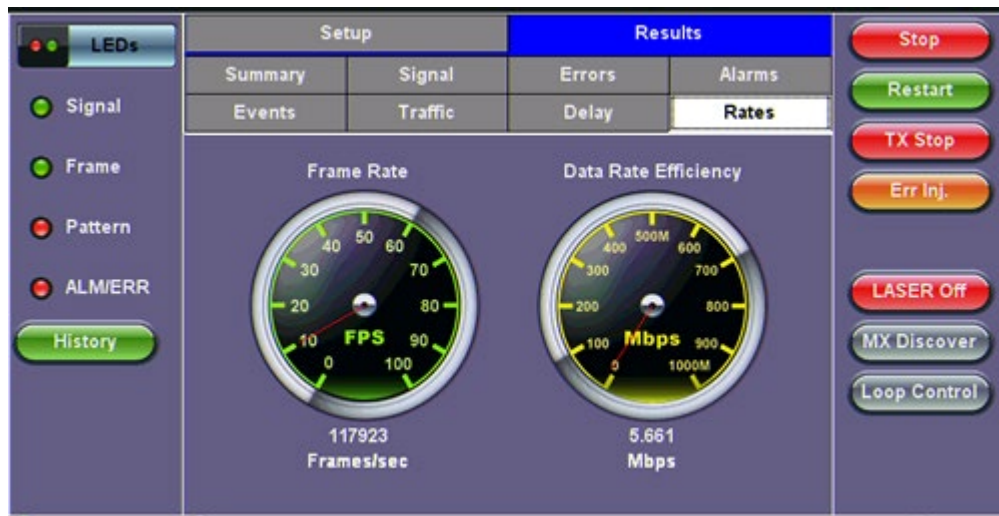 LEDs
Signal
Frame
Pattern
ALM/ERR
History
Setup Results
Summary Signal Errors Alarms
Events Traffic Delay Rates
Frame Rate
0 10 20 30 40 50 60 70 80 90 100
FPS
117923
Frames/sec
Data Rate Efficiency
0 100 200 300 400 500M 600 700 800 900 1000M
Mbps
5.661
Mbps
Stop
Restart
TX Stop
Err Inj.
LASER Off
MX Discover
Loop Control